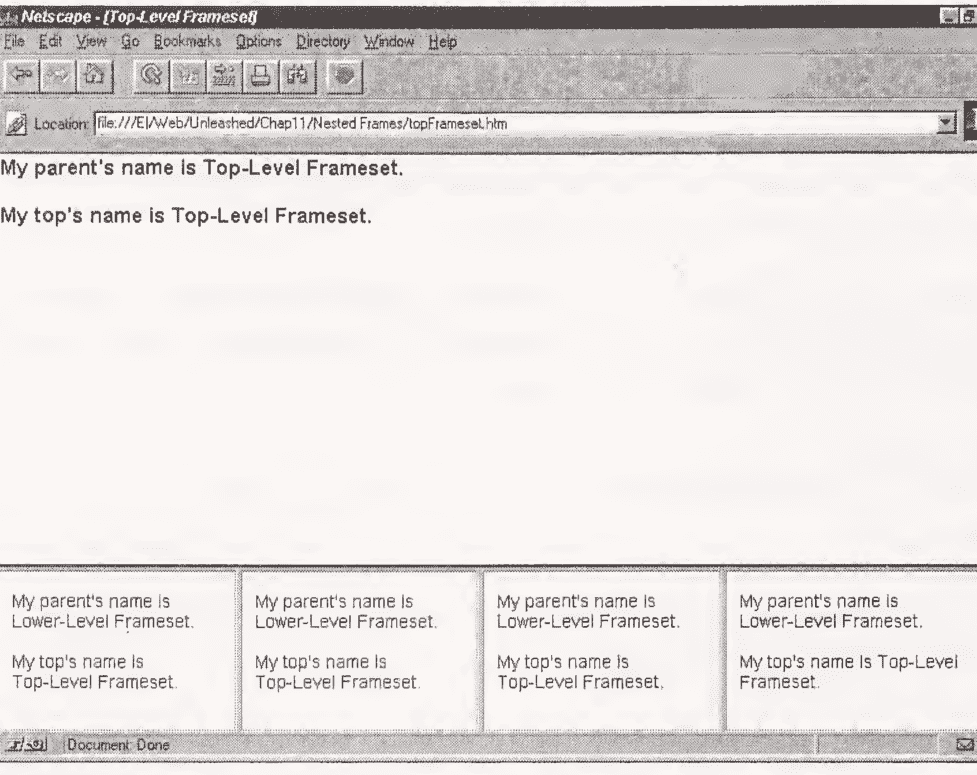 Netscape - [Top-Level Frameset]
File Edit View Go Bookmarks Options Directory Window Help
Location: file:///E|/Web/Unleashed/Chap11/Nested Frames/topFrameset.htm
My parent's name is Top-Level Frameset.
My top's name is Top-Level Frameset.
My parent's name is
Lower-Level Frameset.
My top's name is
Top-Level Frameset.
My parent's name is
Lower-Level Frameset.
My top's name is
Top-Level Frameset.
My parent's name is
Lower-Level Frameset.
My top's name is
Top-Level Frameset.
My parent's name is
Lower-Level Frameset.
My top's name is Top-Level
Frameset.
Document: Done